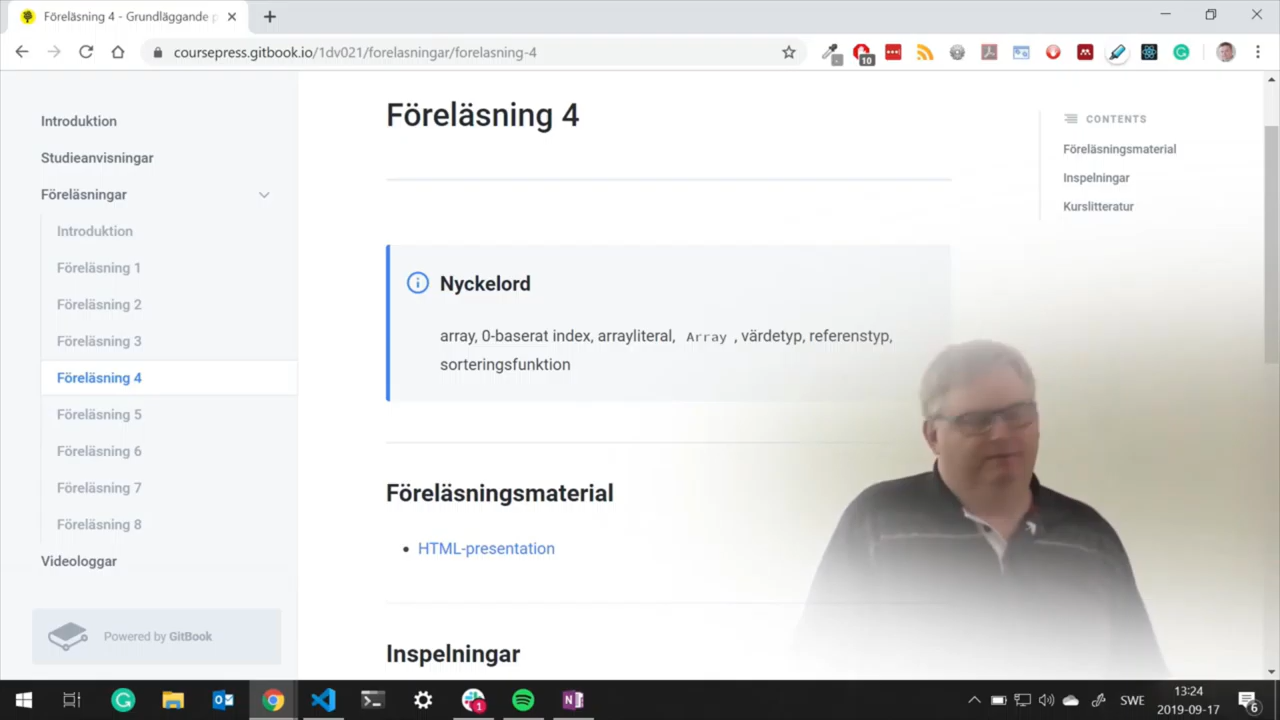 Föreläsning 4 - Grundläggande p
coursepress.gitbook.io/1dv021/forelasningar/forelasning-4
10
Introduktion
Studieanvisningar
Föreläsningar
Introduktion
Föreläsning 1
Föreläsning 2
Föreläsning 3
Föreläsning 4
Föreläsning 5
Föreläsning 6
Föreläsning 7
Föreläsning 8
Videologgar
Powered by GitBook
Föreläsning 4
Nyckelord
array, 0-baserat index, arrayliteral, Array , värdetyp, referenstyp,
sorteringsfunktion
Föreläsningsmaterial
• HTML-presentation
Inspelningar
CONTENTS
Föreläsningsmaterial
Inspelningar
Kurslitteratur
1
SWE
13:24
2019-09-17
6